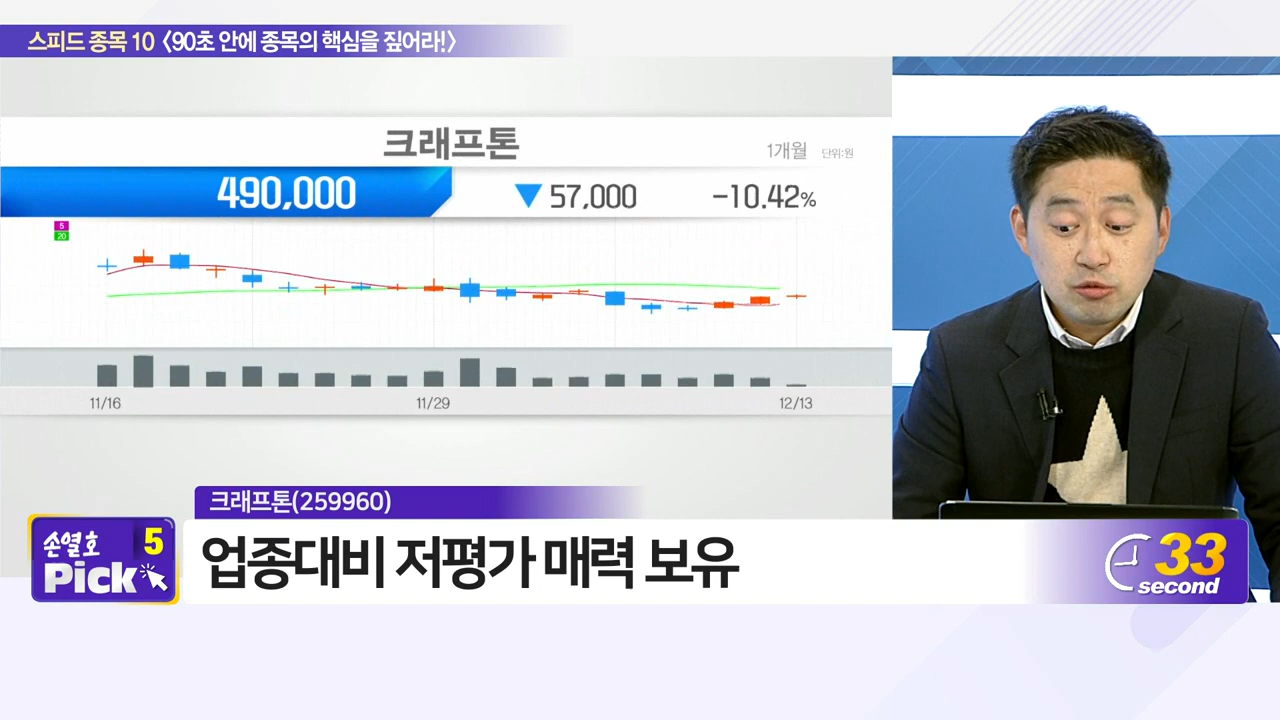 스피드 종목 10 〈90초 안에 종목의 핵심을 짚어라!〉
크래프톤
1개월 단위:원
490,000 ▼ 57,000 -10.42%
5
20
11/16 11/29 12/13
크래프톤(259960)
손열호 5
Pick
업종대비 저평가 매력 보유
33
second